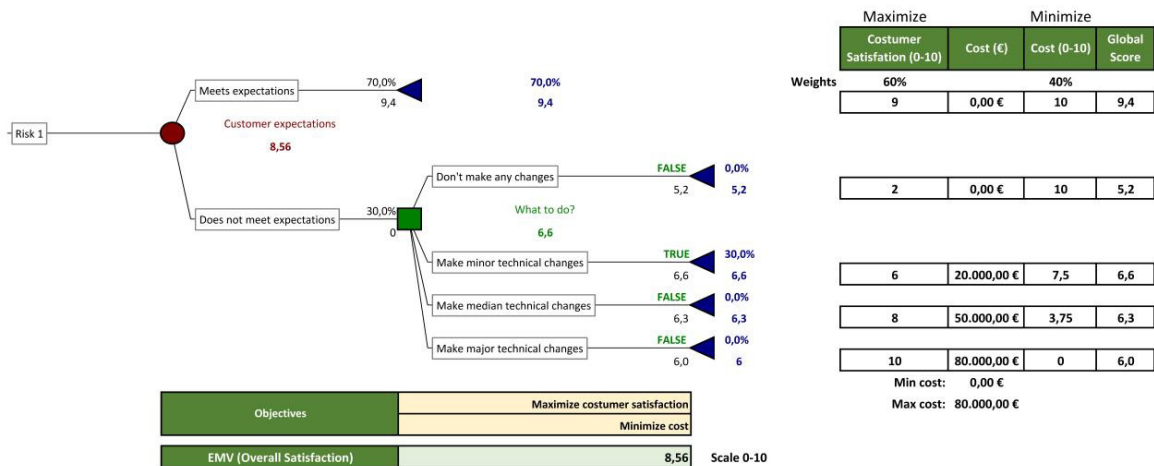 Maximize Minimize
Costumer Satisfation (0-10) Cost (€) Cost (0-10) Global Score
Weights 60% 40%
Meets expectations 70,0% 9,4 70,0% 9,4
9 0,00 € 10 9,4
Risk 1
Customer expectations
8,56
Don't make any changes FALSE 5,2 0,0% 5,2
2 0,00 € 10 5,2
Does not meet expectations 30,0% 0
What to do?
6,6
Make minor technical changes TRUE 6,6 30,0% 6,6
6 20.000,00 € 7,5 6,6
Make median technical changes FALSE 6,3 0,0% 6,3
8 50.000,00 € 3,75 6,3
Make major technical changes FALSE 6,0 0,0% 6
10 80.000,00 € 0 6,0
Min cost: 0,00 €
Max cost: 80.000,00 €
Objectives
Maximize costumer satisfaction
Minimize cost
EMV (Overall Satisfaction) 8,56 Scale 0-10